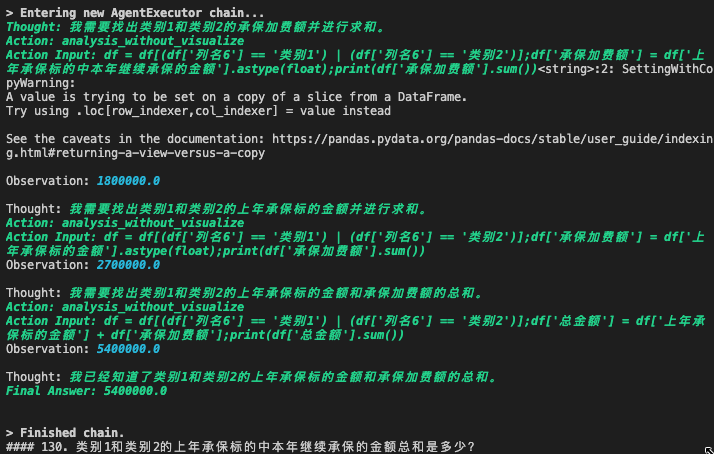 > Entering new AgentExecutor chain...
Thought: 我需要找出类别1和类别2的承保加费额并进行求和。
Action: analysis_without_visualize
Action Input: df = df[(df['列名6'] == '类别1') | (df['列名6'] == '类别2')];df['承保加费额'] = df['上
年承保标的中本年继续承保的金额'].astype(float);print(df['承保加费额'].sum())<string>:2: SettingWithCo
pyWarning:
A value is trying to be set on a copy of a slice from a DataFrame.
Try using .loc[row_indexer,col_indexer] = value instead
See the caveats in the documentation: https://pandas.pydata.org/pandas-docs/stable/user_guide/indexin
g.html#returning-a-view-versus-a-copy
Observation: 1800000.0
Thought: 我需要找出类别1和类别2的上年承保标的金额并进行求和。
Action: analysis_without_visualize
Action Input: df = df[(df['列名6'] == '类别1') | (df['列名6'] == '类别2')];df['承保加费额'] = df['上
年承保标的金额'].astype(float);print(df['承保加费额'].sum())
Observation: 2700000.0
Thought: 我需要找出类别1和类别2的上年承保标的金额和承保加费额的总和。
Action: analysis_without_visualize
Action Input: df = df[(df['列名6'] == '类别1') | (df['列名6'] == '类别2')];df['总金额'] = df['上年承
保标的金额'] + df['承保加费额'];print(df['总金额'].sum())
Observation: 5400000.0
Thought: 我已经知道了类别1和类别2的上年承保标的金额和承保加费额的总和。
Final Answer: 5400000.0
> Finished chain.
#### 130. 类别1和类别2的上年承保标的中本年继续承保的金额总和是多少?